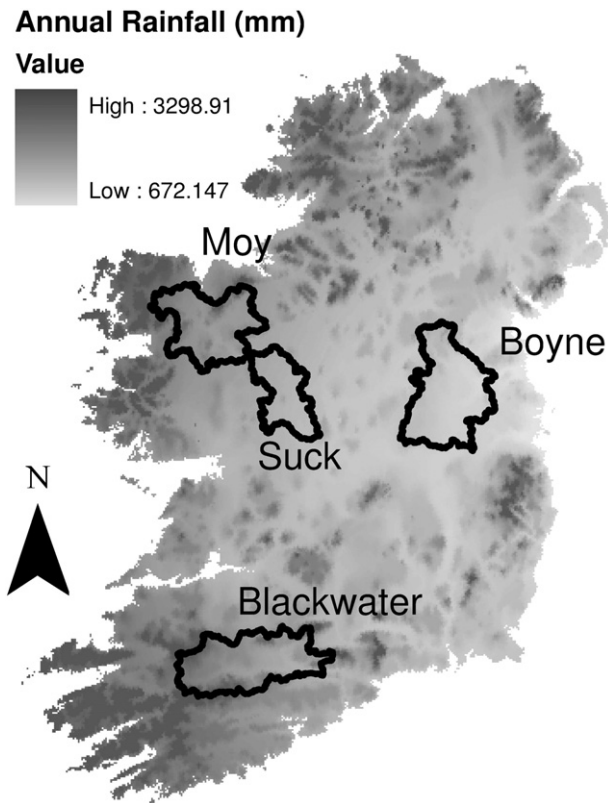 Annual Rainfall (mm)
Value
High : 3298.91
Low : 672.147
Moy
Boyne
Suck
N
Blackwater